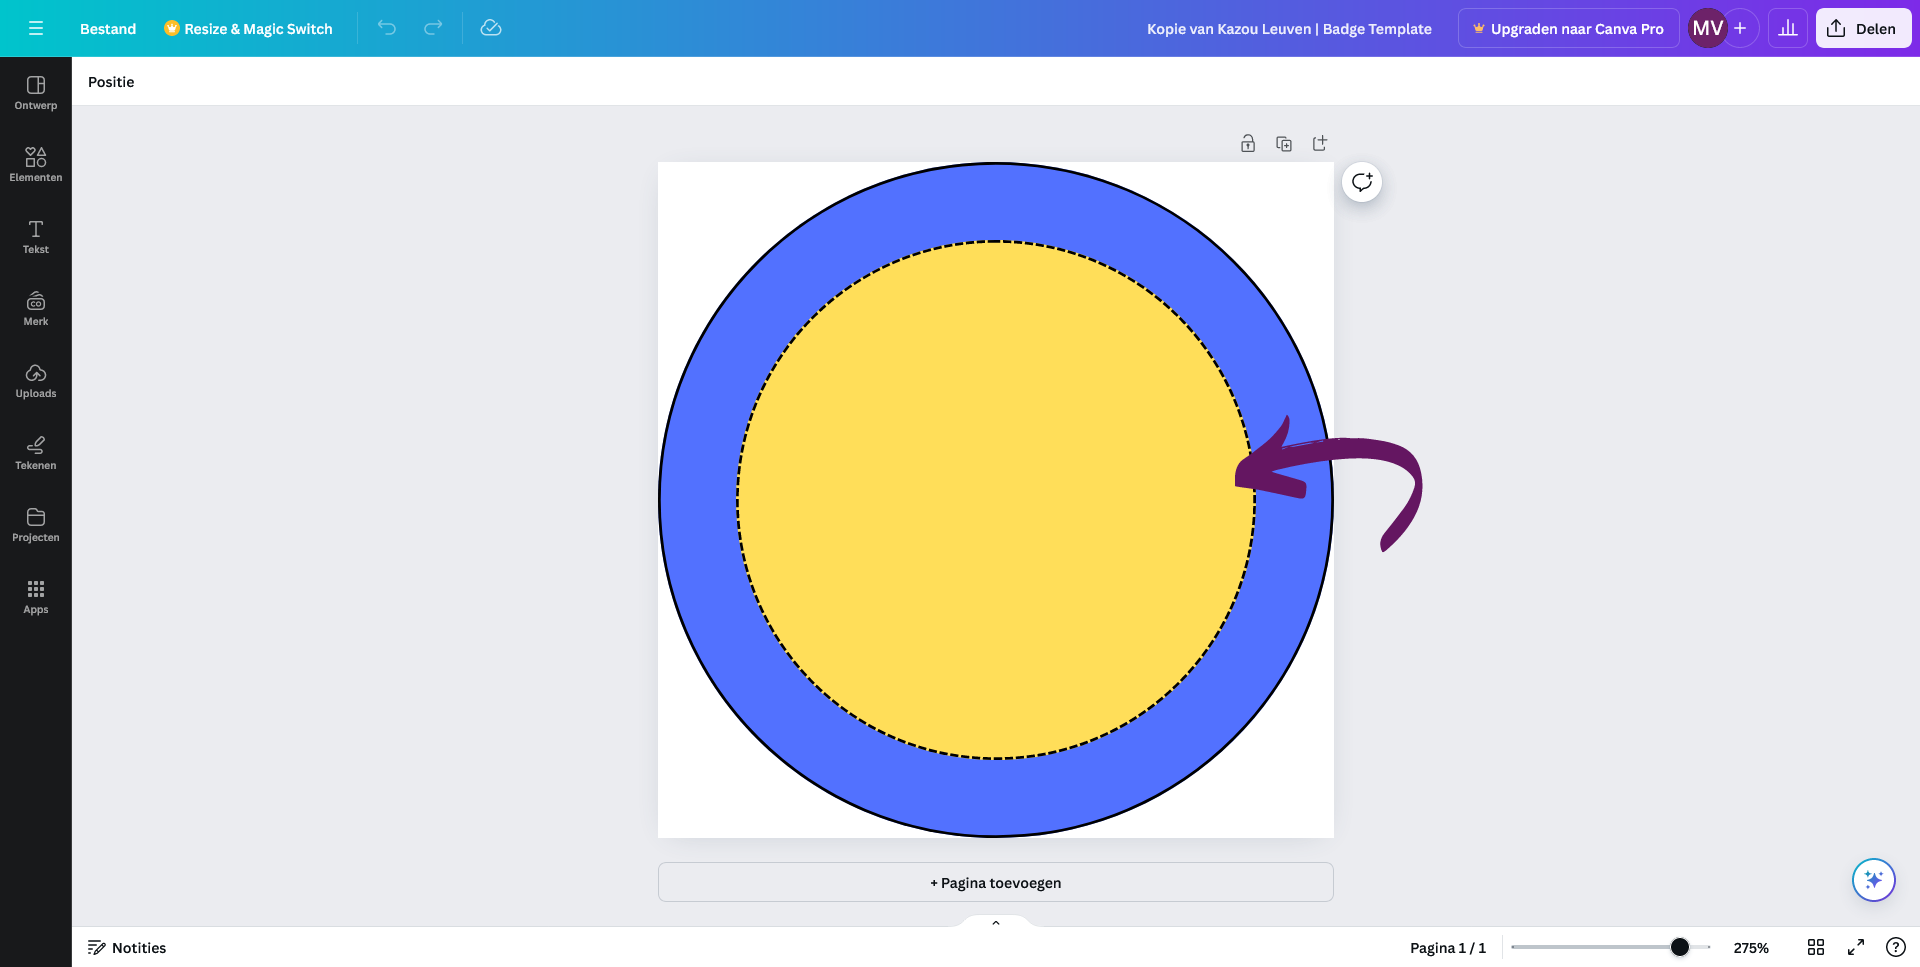 Bestand
Resize & Magic Switch
Kopie van Kazou Leuven | Badge Template
Upgraden naar Canva Pro
MV
+
Delen
Positie
Ontwerp
Elementen
Tekst
CO
Merk
Uploads
Tekenen
Projecten
Apps
+ Pagina toevoegen
Notities
Pagina 1 / 1
275%
?